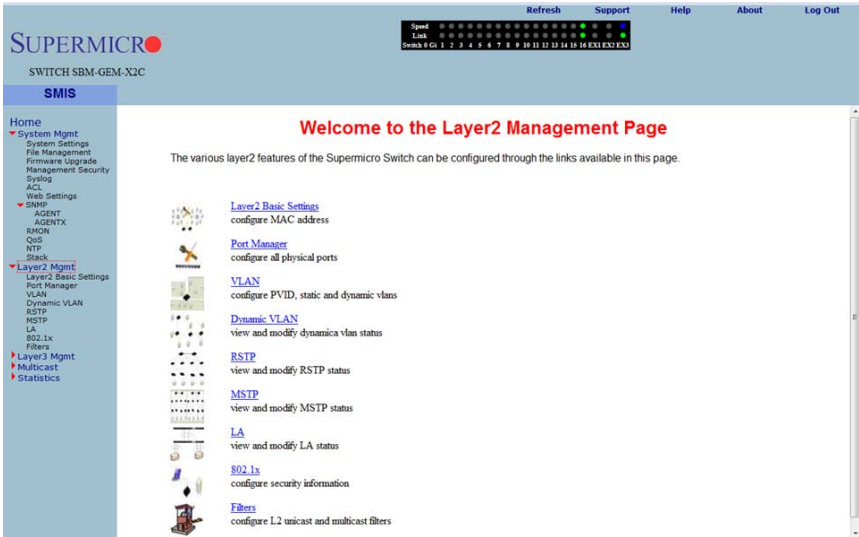 Refresh Support Help About Log Out
SUPERMICRO
SWITCH SBM-GEM-X2C
SMIS
Speed
Link
Switch 0 Gi 1 2 3 4 5 6 7 8 9 10 11 12 13 14 15 16 EX1 EX2 EX3
Home
System Mgmt
System Settings
File Management
Firmware Upgrade
Management Security
Syslog
ACL
Web Settings
SNMP
AGENT
AGENTX
RMON
QoS
NTP
Stack
Layer2 Mgmt
Layer2 Basic Settings
Port Manager
VLAN
Dynamic VLAN
RSTP
MSTP
LA
802.1x
Filters
Layer3 Mgmt
Multicast
Statistics
Welcome to the Layer2 Management Page
The various layer2 features of the Supermicro Switch can be configured through the links available in this page.
Layer2 Basic Settings
configure MAC address
Port Manager
configure all physical ports
VLAN
configure PVID, static and dynamic vlans
Dynamic VLAN
view and modify dynamica vlan status
RSTP
view and modify RSTP status
MSTP
view and modify MSTP status
LA
view and modify LA status
802.1x
configure security information
Filters
configure L2 unicast and multicast filters